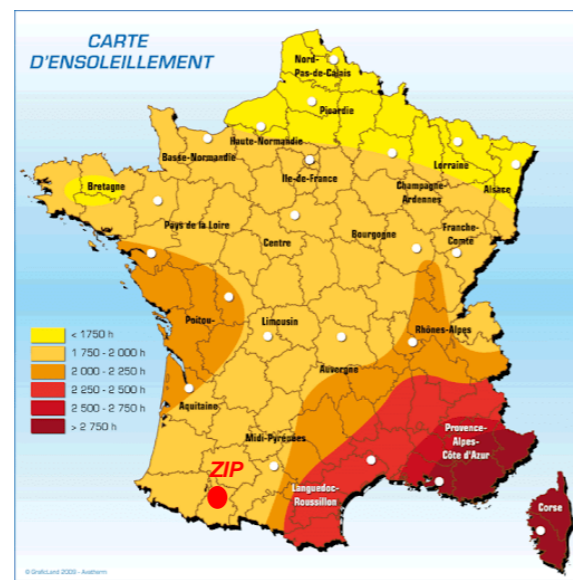 CARTE
D'ENSOLEILLEMENT
Nord-
Pas-de-Calais
Picardie
Haute-Normandie
Basse-Normandie
Ile-de-France
Lorraine
Champagne-
Ardennes
Alsace
Bretagne
Pays de la Loire
Centre
Bourgogne
Franche-
Comté
Poitou-
Limousin
Rhônes-Alpes
Auvergne
Aquitaine
Midi-Pyrénées
Provence-
Alpes-
Côte d'Azur
Languedoc-
Roussillon
Corse
ZIP
< 1750 h
1 750 - 2 000 h
2 000 - 2 250 h
2 250 - 2 500 h
2 500 - 2 750 h
> 2 750 h
© GraficLand 2009 - Avatherm